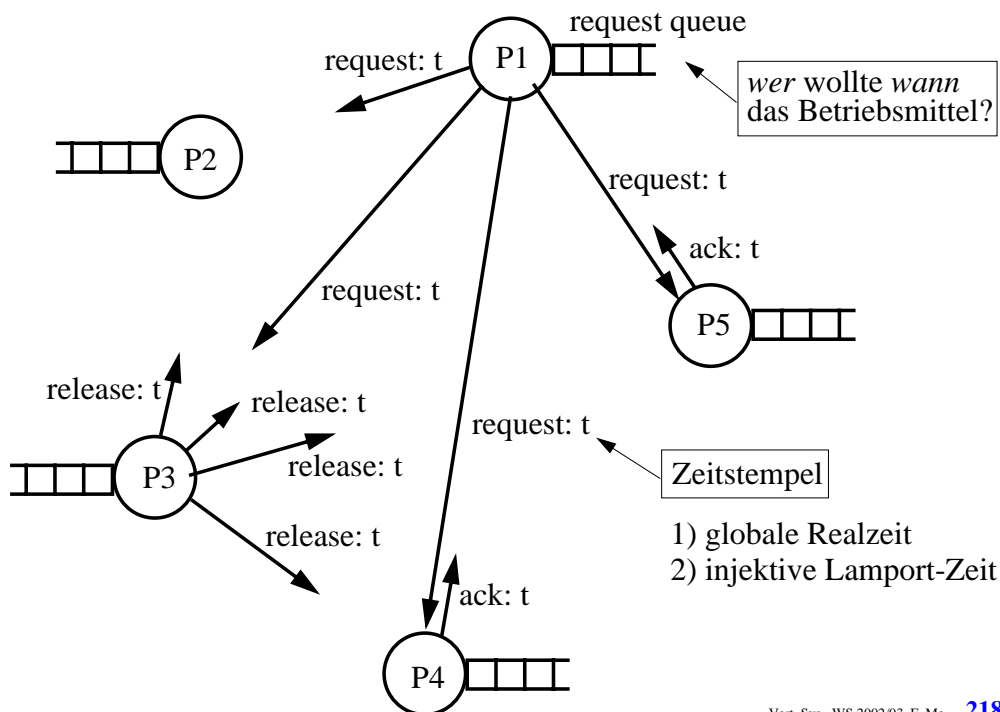 request queue
request: t
P1
wer wollte wann
das Betriebsmittel?
P2
request: t
ack: t
request: t
P5
release: t
release: t
request: t
release: t
Zeitstempel
P3
release: t
1) globale Realzeit
2) injektive Lamport-Zeit
ack: t
P4
218